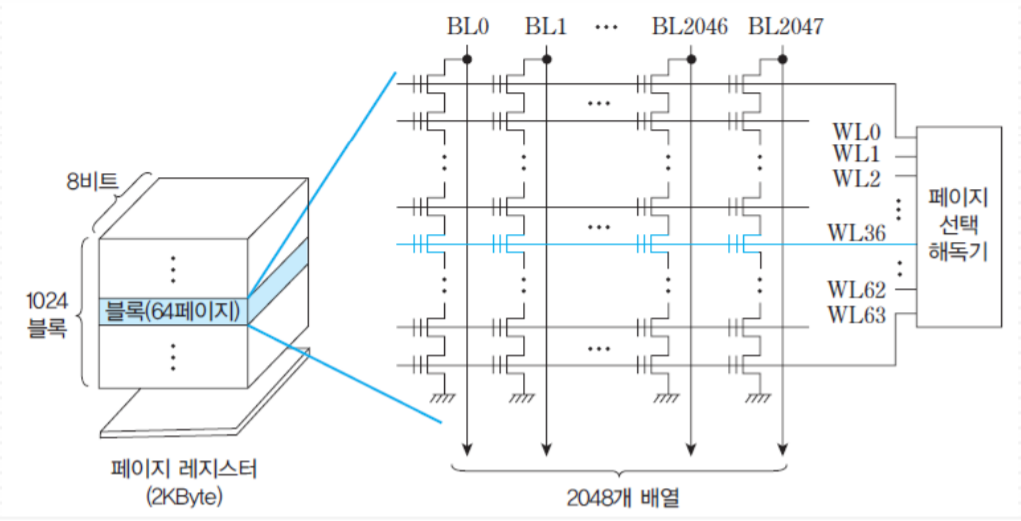 BL0 BL1 ··· BL2046 BL2047
···
WL0
WL1
WL2
⋮
WL36
⋮
WL62
WL63
페이지
선택
해독기
···
···
8비트
1024
블록
⋮
블록(64페이지)
⋮
페이지 레지스터
(2KByte)
2048개 배열